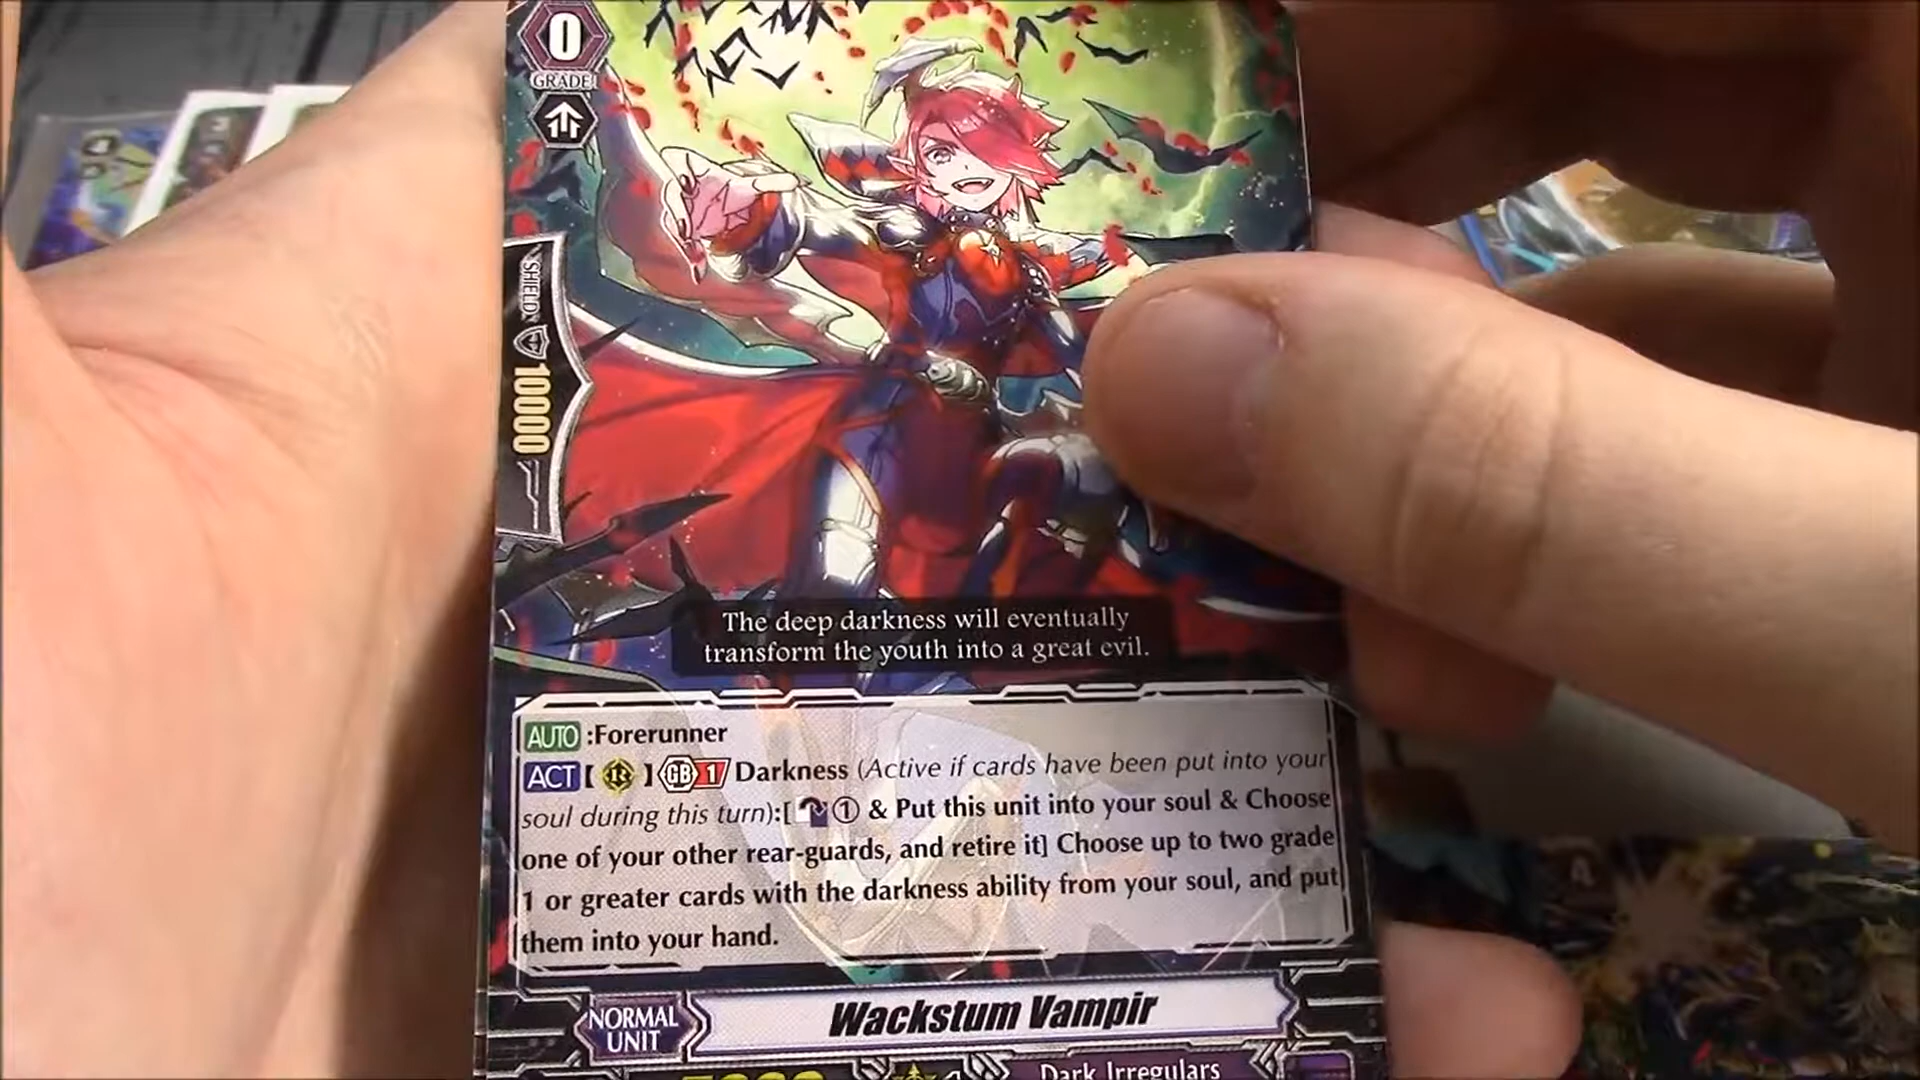 0
GRADE
SHIELD
10000
The deep darkness will eventually
transform the youth into a great evil.
AUTO :Forerunner
ACT [ R ] GB 1 Darkness (Active if cards have been put into your
soul during this turn):[ ① & Put this unit into your soul & Choose
one of your other rear-guards, and retire it] Choose up to two grade
1 or greater cards with the darkness ability from your soul, and put
them into your hand.
NORMAL
UNIT
Wackstum Vampir
Dark Irregulars